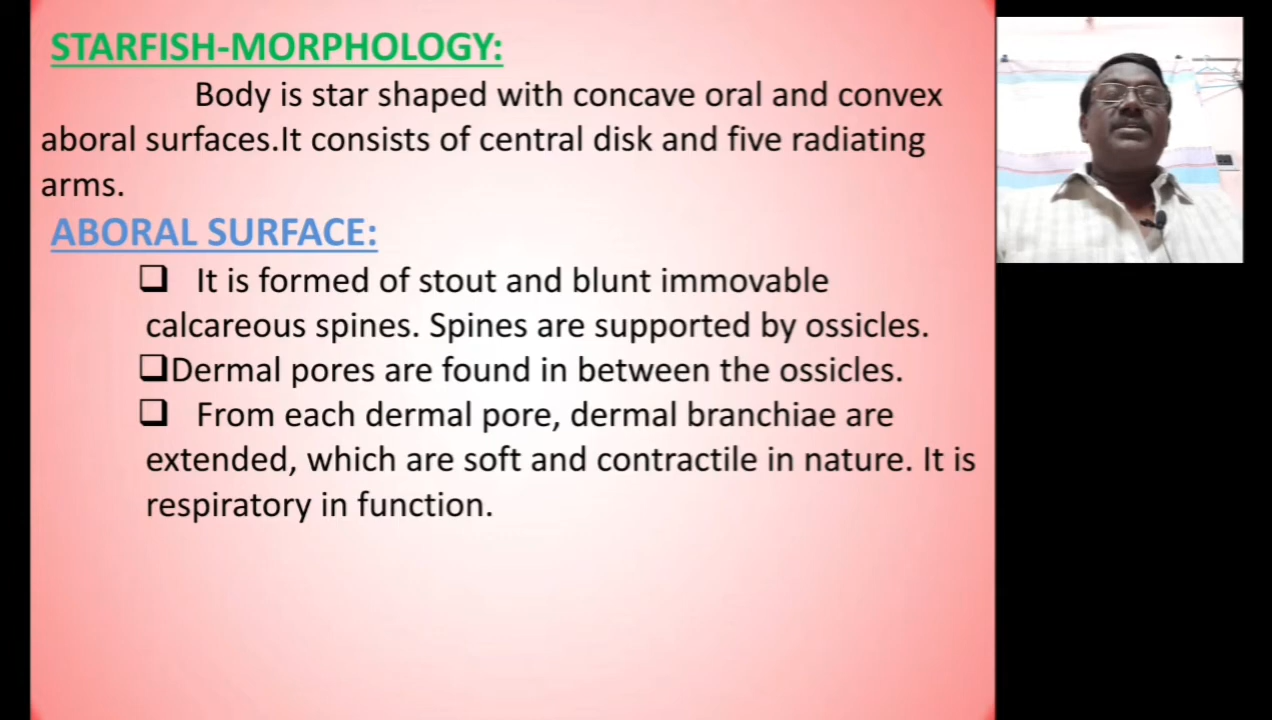 STARFISH-MORPHOLOGY:
Body is star shaped with concave oral and convex
aboral surfaces.It consists of central disk and five radiating
arms.
ABORAL SURFACE:
❑ It is formed of stout and blunt immovable
calcareous spines. Spines are supported by ossicles.
❑Dermal pores are found in between the ossicles.
❑ From each dermal pore, dermal branchiae are
extended, which are soft and contractile in nature. It is
respiratory in function.